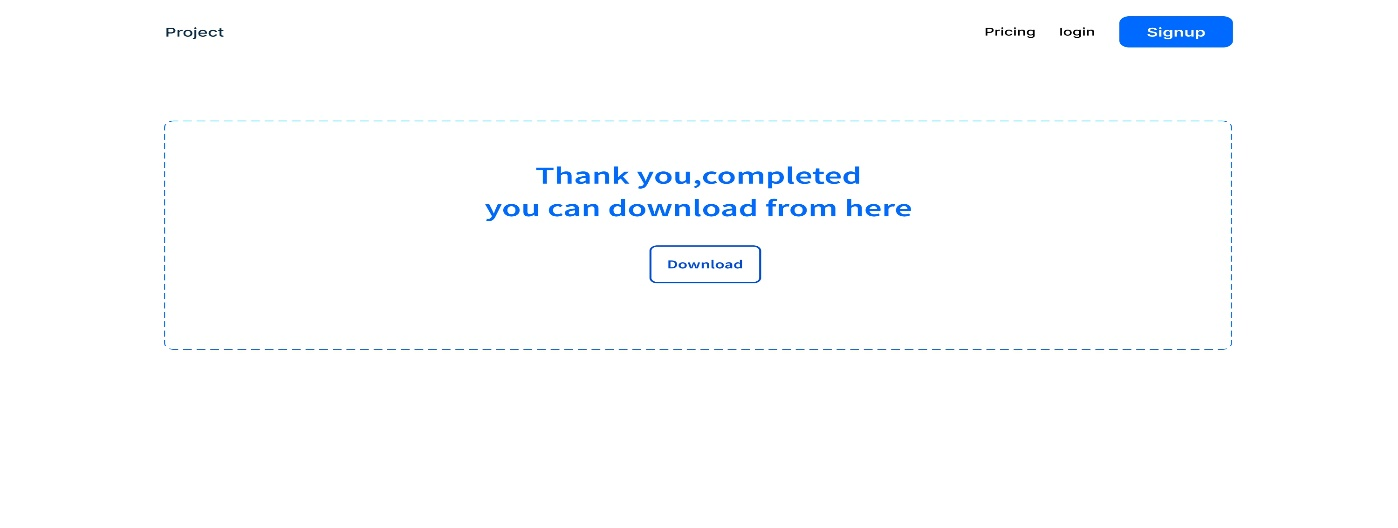 Project
Pricing
login
Signup
Thank you,completed
you can download from here
Download